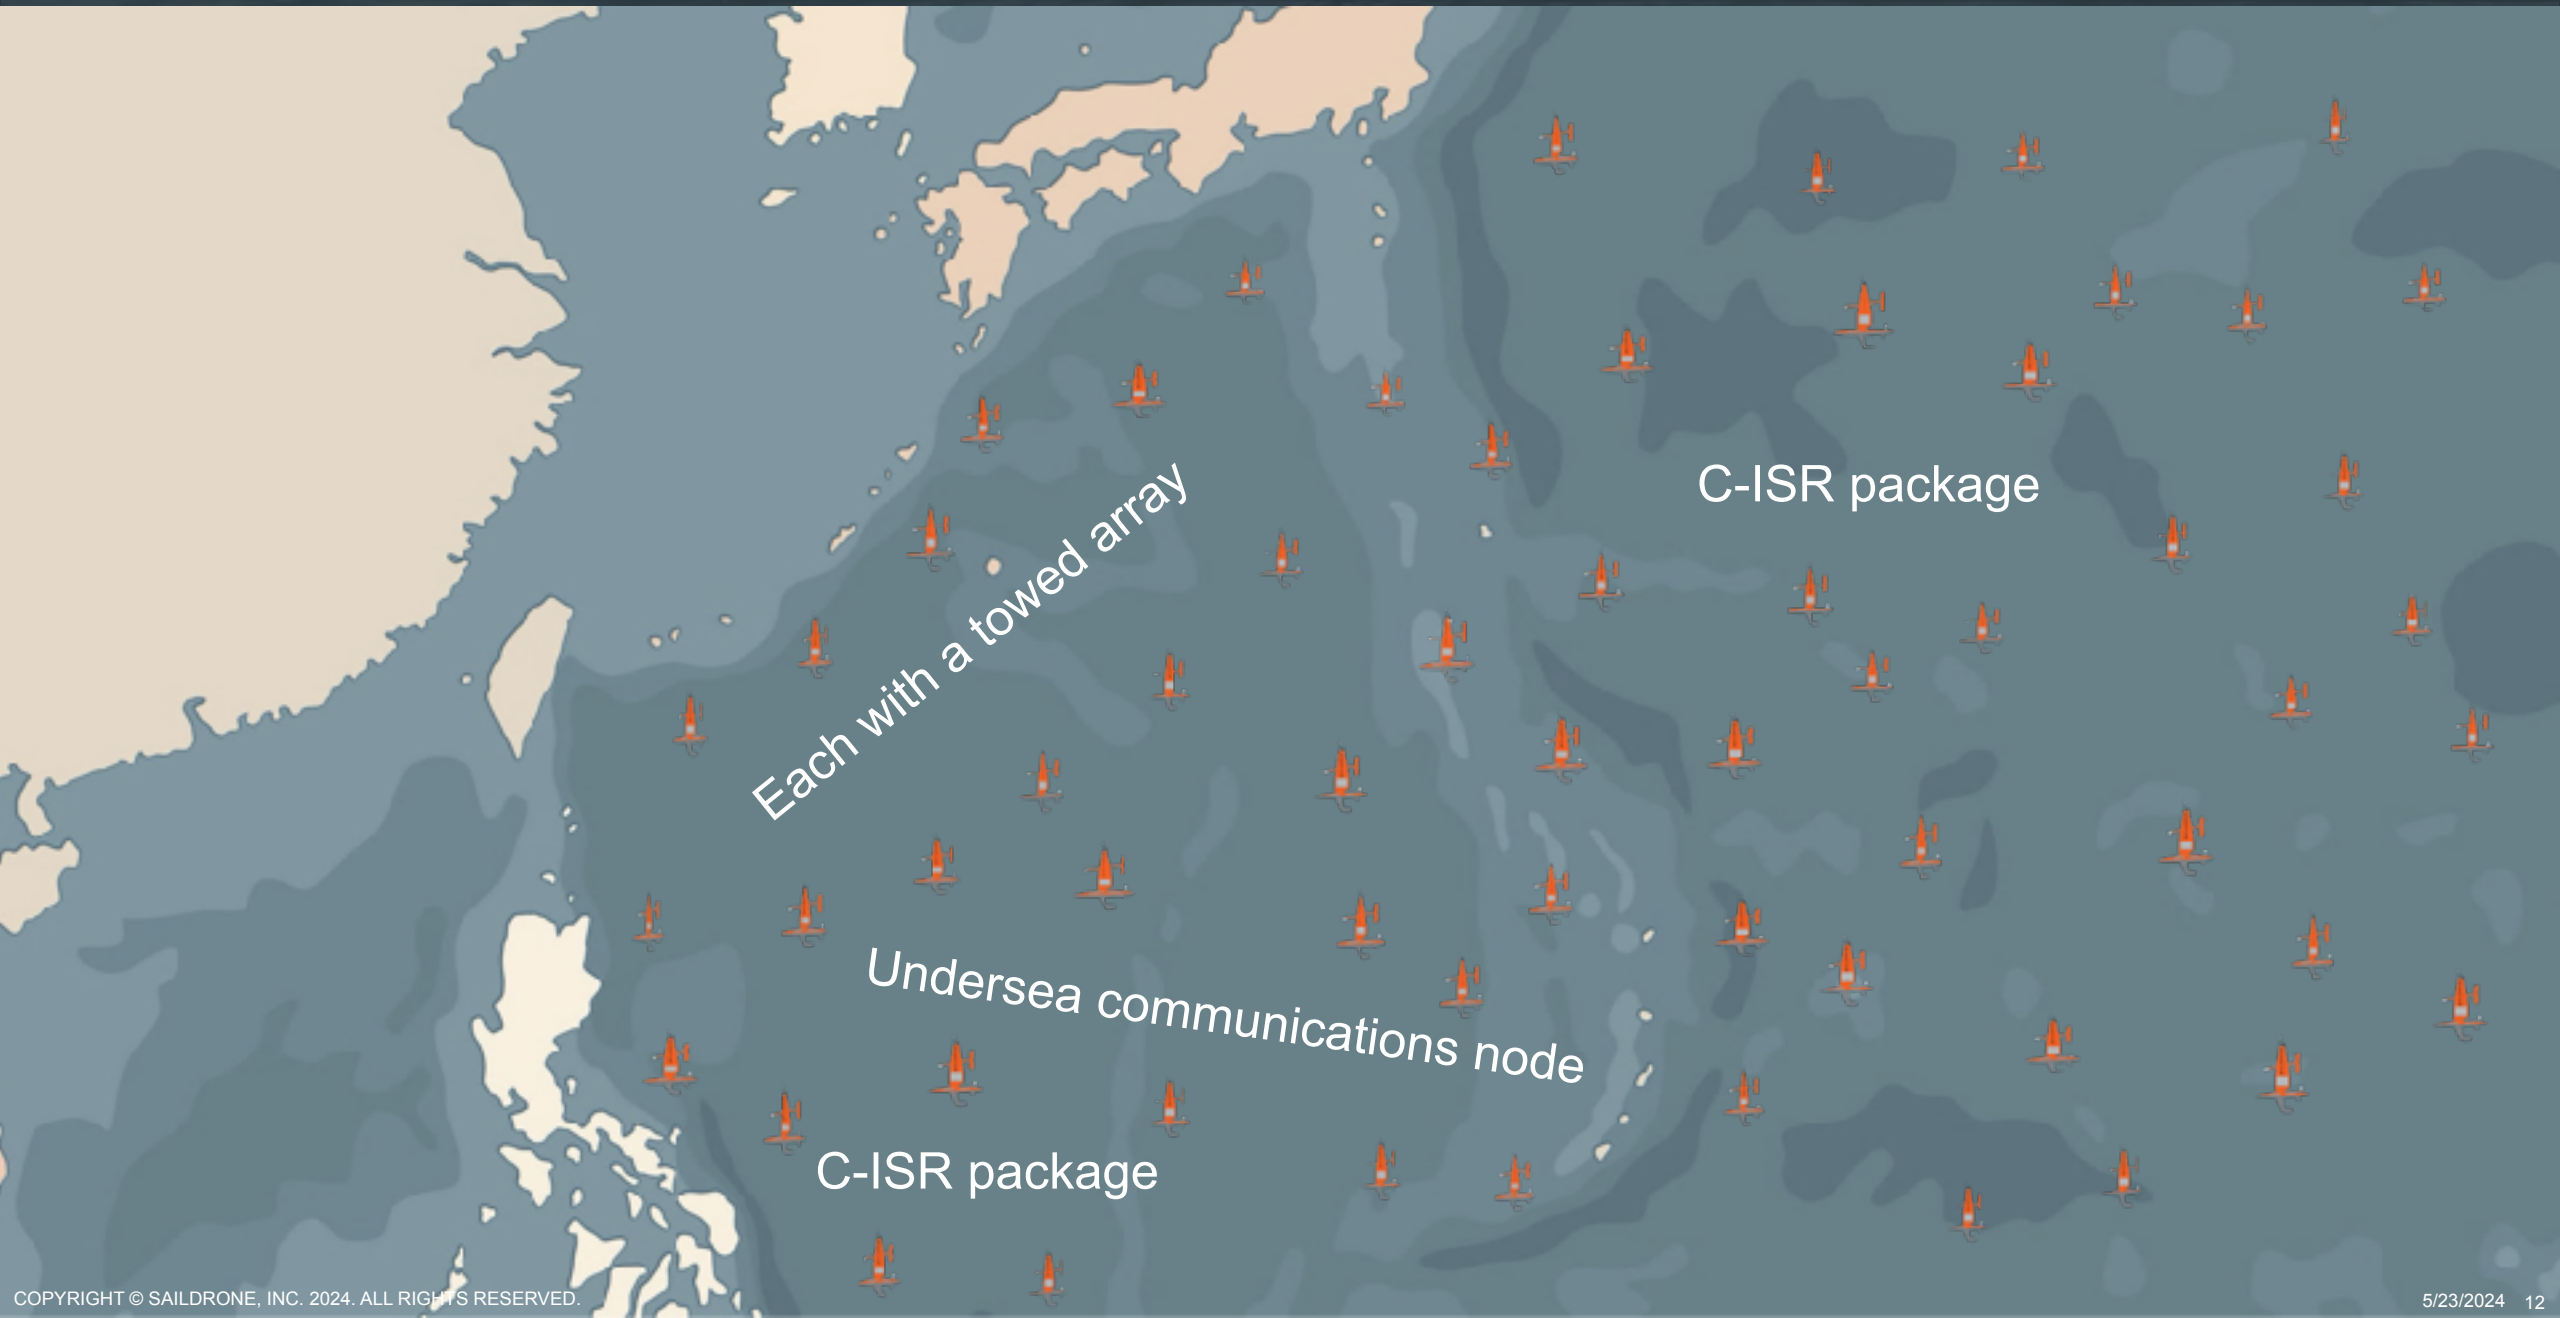 C-ISR package
Each with a towed array
Undersea communications node
C-ISR package
COPYRIGHT © SAILDRONE, INC. 2024. ALL RIGHTS RESERVED.
5/23/2024
12